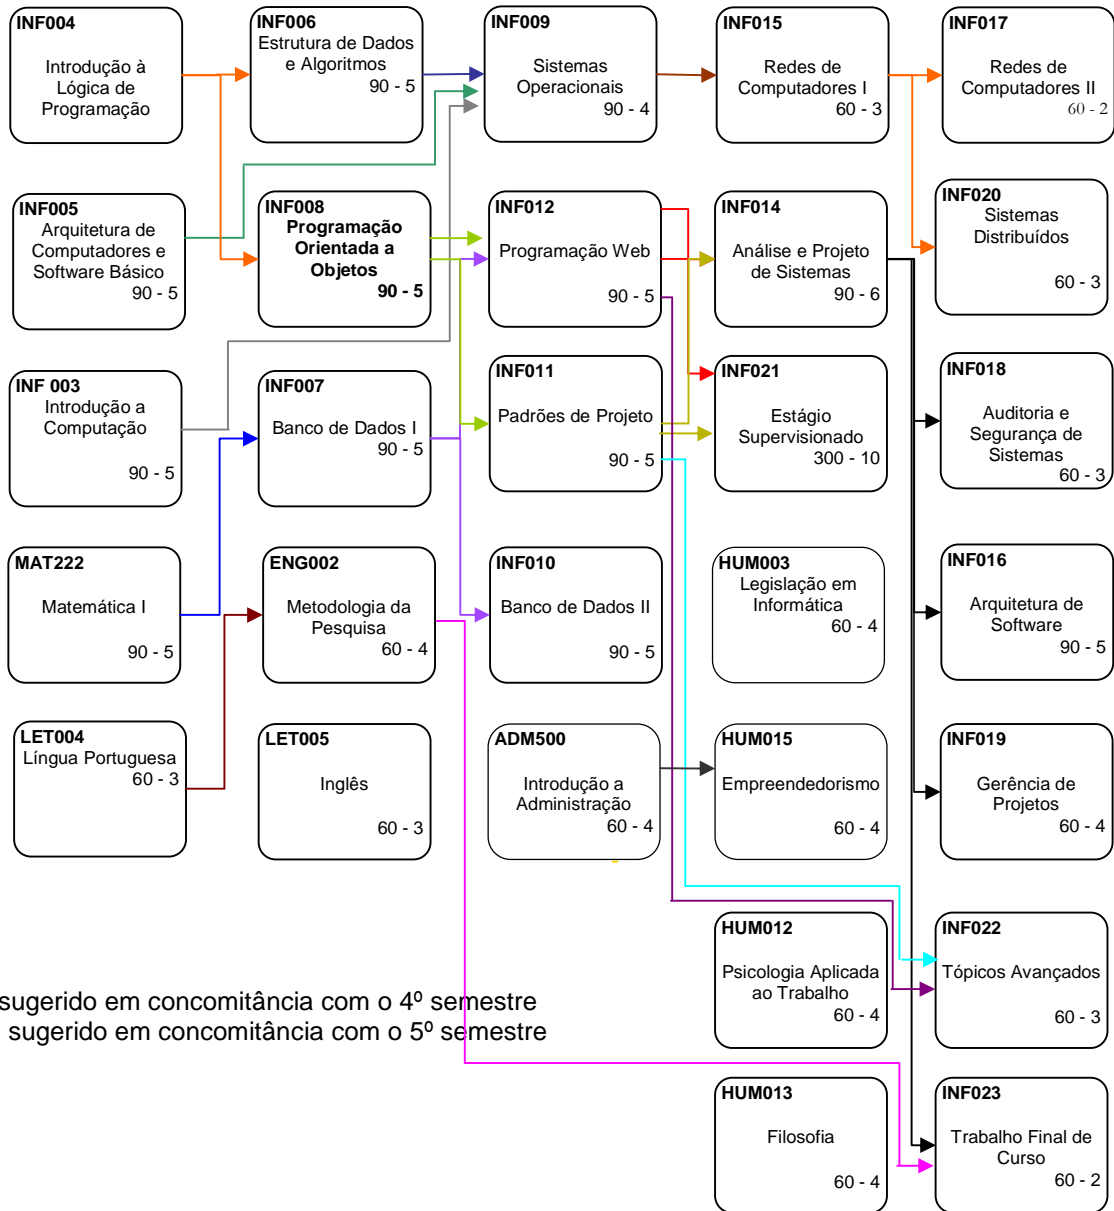 INF004
Introdução à
Lógica de
Programação
INF006
Estrutura de Dados
e Algoritmos
90 - 5
INF009
Sistemas
Operacionais
90 - 4
INF015
Redes de
Computadores I
60 - 3
INF017
Redes de
Computadores II
60 - 2
INF005
Arquitetura de
Computadores e
Software Básico
90 - 5
INF008
Programação
Orientada a
Objetos
90 - 5
INF012
Programação Web
90 - 5
INF014
Análise e Projeto
de Sistemas
90 - 6
INF020
Sistemas
Distribuídos
60 - 3
INF 003
Introdução a
Computação
90 - 5
INF007
Banco de Dados I
90 - 5
INF011
Padrões de Projeto
90 - 5
INF021
Estágio
Supervisionado
300 - 10
INF018
Auditoria e
Segurança de
Sistemas
60 - 3
MAT222
Matemática I
90 - 5
ENG002
Metodologia da
Pesquisa
60 - 4
INF010
Banco de Dados II
90 - 5
HUM003
Legislação em
Informática
60 - 4
INF016
Arquitetura de
Software
90 - 5
LET004
Língua Portuguesa
60 - 3
LET005
Inglês
60 - 3
ADM500
Introdução a
Administração
60 - 4
HUM015
Empreendedorismo
60 - 4
INF019
Gerência de
Projetos
60 - 4
HUM012
Psicologia Aplicada
ao Trabalho
60 - 4
INF022
Tópicos Avançados
60 - 3
sugerido em concomitância com o 4º semestre
sugerido em concomitância com o 5º semestre
HUM013
Filosofia
60 - 4
INF023
Trabalho Final de
Curso
60 - 2